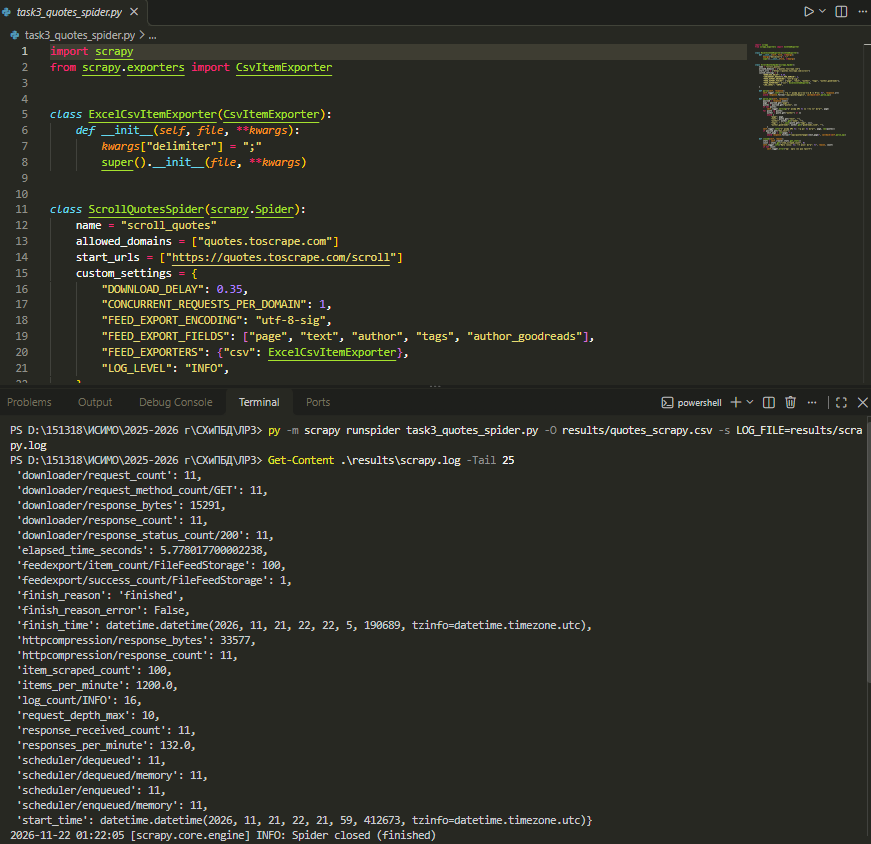 task3_quotes_spider.py
task3_quotes_spider.py > ...
1 import scrapy
2 from scrapy.exporters import CsvItemExporter
3
4
5 class ExcelCsvItemExporter(CsvItemExporter):
6     def __init__(self, file, **kwargs):
7         kwargs["delimiter"] = ";"
8         super().__init__(file, **kwargs)
9
10
11 class ScrollQuotesSpider(scrapy.Spider):
12     name = "scroll_quotes"
13     allowed_domains = ["quotes.toscrape.com"]
14     start_urls = ["https://quotes.toscrape.com/scroll"]
15     custom_settings = {
16         "DOWNLOAD_DELAY": 0.35,
17         "CONCURRENT_REQUESTS_PER_DOMAIN": 1,
18         "FEED_EXPORT_ENCODING": "utf-8-sig",
19         "FEED_EXPORT_FIELDS": ["page", "text", "author", "tags", "author_goodreads"],
20         "FEED_EXPORTERS": {"csv": ExcelCsvItemExporter},
21         "LOG_LEVEL": "INFO",
22     }
Problems Output Debug Console Terminal Ports powershell
PS D:\151318\ИСИМО\2025-2026 г\СХиПБД\ЛР3> py -m scrapy runspider task3_quotes_spider.py -O results/quotes_scrapy.csv -s LOG_FILE=results/scra
py.log
PS D:\151318\ИСИМО\2025-2026 г\СХиПБД\ЛР3> Get-Content .\results\scrapy.log -Tail 25
'downloader/request_count': 11,
'downloader/request_method_count/GET': 11,
'downloader/response_bytes': 15291,
'downloader/response_count': 11,
'downloader/response_status_count/200': 11,
'elapsed_time_seconds': 5.778017700002238,
'feedexport/item_count/FileFeedStorage': 100,
'feedexport/success_count/FileFeedStorage': 1,
'finish_reason': 'finished',
'finish_reason_error': False,
'finish_time': datetime.datetime(2026, 11, 21, 22, 22, 5, 190689, tzinfo=datetime.timezone.utc),
'httpcompression/response_bytes': 33577,
'httpcompression/response_count': 11,
'item_scraped_count': 100,
'items_per_minute': 1200.0,
'log_count/INFO': 16,
'request_depth_max': 10,
'response_received_count': 11,
'responses_per_minute': 132.0,
'scheduler/dequeued': 11,
'scheduler/dequeued/memory': 11,
'scheduler/enqueued': 11,
'scheduler/enqueued/memory': 11,
'start_time': datetime.datetime(2026, 11, 21, 22, 21, 59, 412673, tzinfo=datetime.timezone.utc)}
2026-11-22 01:22:05 [scrapy.core.engine] INFO: Spider closed (finished)